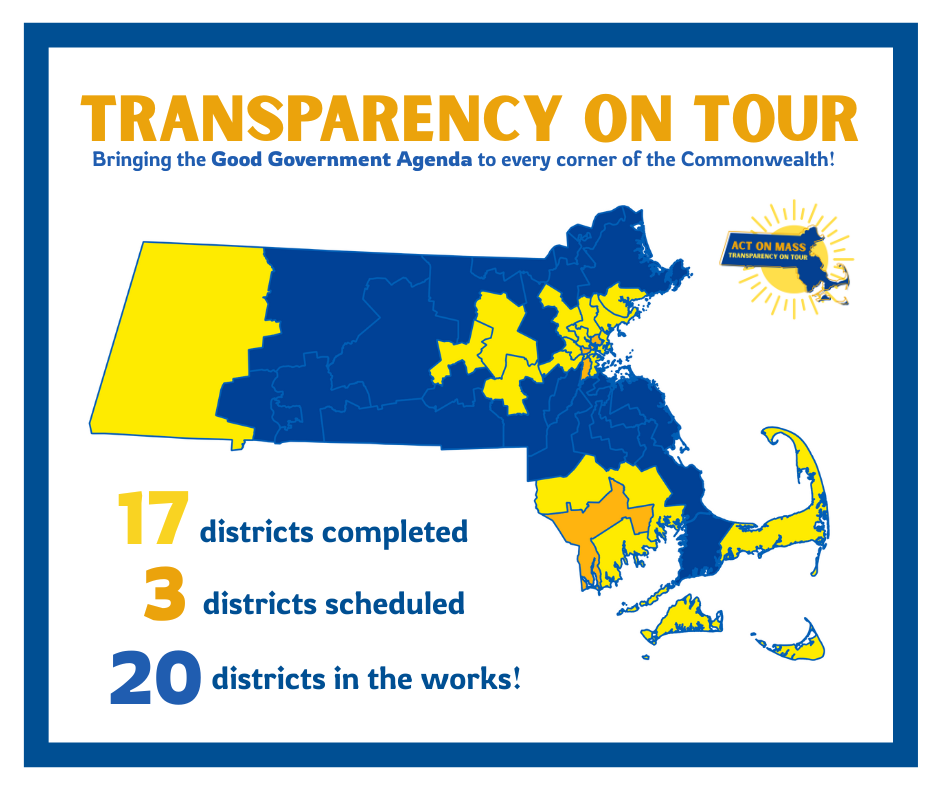 TRANSPARENCY ON TOUR
Bringing the Good Government Agenda to every corner of the Commonwealth!
ACT ON MASS
TRANSPARENCY ON TOUR
17 districts completed
3 districts scheduled
20 districts in the works!